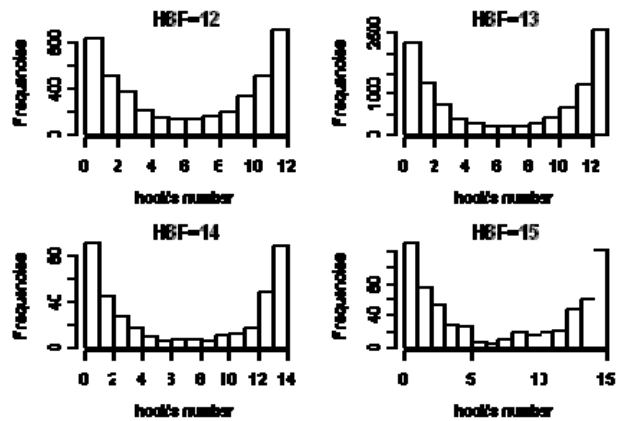 HBF=12
Frequencies
0 400 800
0 2 4 6 8 10 12
hook's number
HBF=13
Frequencies
0 1000 2500
0 2 4 6 8 10 12
hook's number
HBF=14
Frequencies
0 40 80
0 2 4 6 8 10 12 14
hook's number
HBF=15
Frequencies
0 40 80
0 5 10 15
hook's number